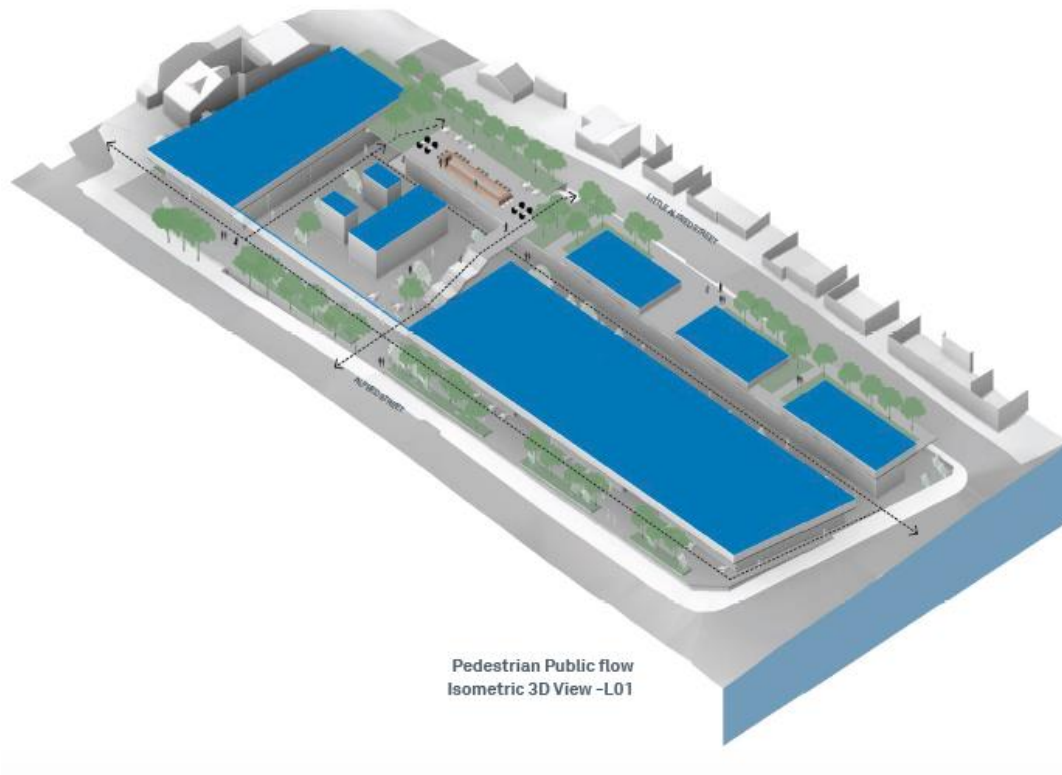 LITTLE ALFRED STREET
ALFRED STREET
Pedestrian Public flow
Isometric 3D View -L01